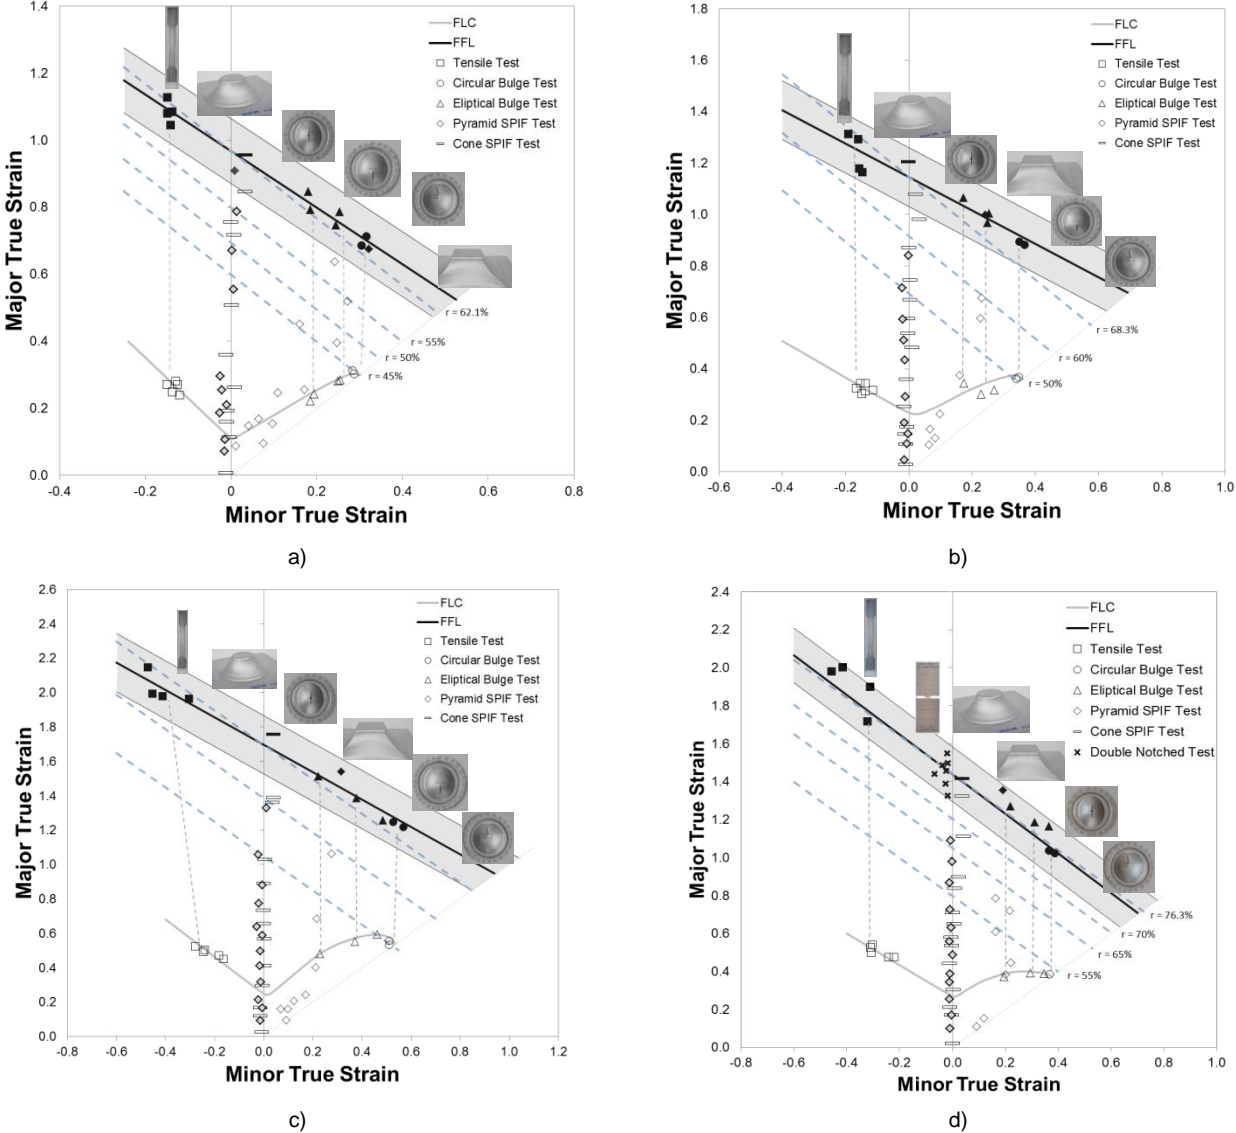 1.4
1.2
1.0
0.8
0.6
0.4
0.2
0.0
Major True Strain
FLC
FFL
Tensile Test
Circular Bulge Test
Eliptical Bulge Test
Pyramid SPIF Test
Cone SPIF Test
r = 62.1%
r = 55%
r = 50%
r = 45%
-0.4
-0.2
0
0.2
0.4
0.6
0.8
Minor True Strain
a)
1.8
1.6
1.4
1.2
1.0
0.8
0.6
0.4
0.2
0.0
Major True Strain
FLC
FFL
Tensile Test
Circular Bulge Test
Eliptical Bulge Test
Pyramid SPIF Test
Cone SPIF Test
r = 68.3%
r = 60%
r = 50%
-0.6
-0.4
-0.2
0.0
0.2
0.4
0.6
0.8
1.0
Minor True Strain
b)
2.6
2.4
2.2
2.0
1.8
1.6
1.4
1.2
1.0
0.8
0.6
0.4
0.2
0.0
Major True Strain
FLC
FFL
Tensile Test
Circular Bulge Test
Eliptical Bulge Test
Pyramid SPIF Test
Cone SPIF Test
-0.8
-0.6
-0.4
-0.2
0.0
0.2
0.4
0.6
0.8
1.0
1.2
Minor True Strain
c)
2.4
2.2
2.0
1.8
1.6
1.4
1.2
1.0
0.8
0.6
0.4
0.2
0.0
Major True Strain
FLC
FFL
Tensile Test
Circular Bulge Test
Eliptical Bulge Test
Pyramid SPIF Test
Cone SPIF Test
Double Notched Test
r = 76.3%
r = 70%
r = 65%
r = 55%
-0.8
-0.6
-0.4
-0.2
0.0
0.2
0.4
0.6
0.8
1.0
Minor True Strain
d)